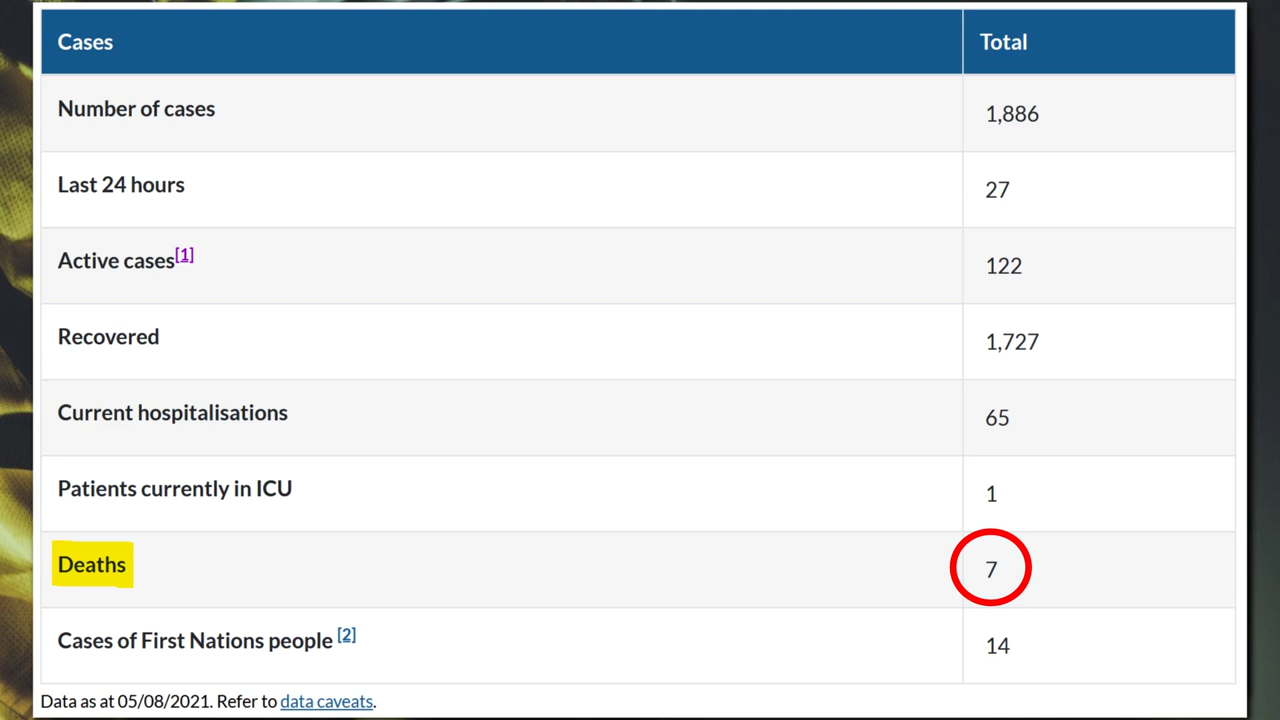 Cases Total
Number of cases 1,886
Last 24 hours 27
Active cases[1] 122
Recovered 1,727
Current hospitalisations 65
Patients currently in ICU 1
Deaths 7
Cases of First Nations people [2] 14
Data as at 05/08/2021. Refer to data caveats.